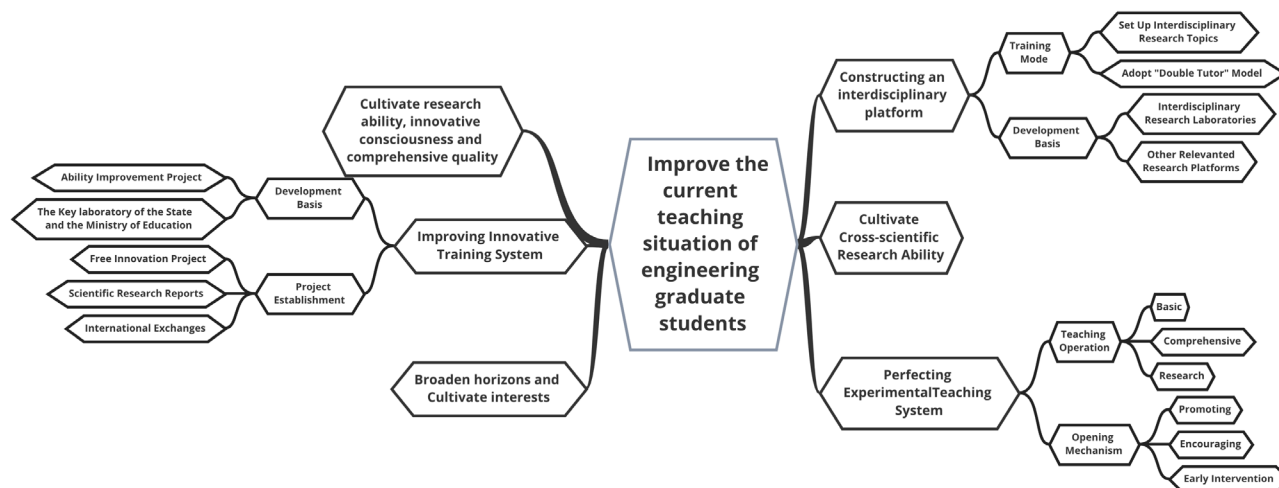 Improve the
current
teaching
situation of
engineering
graduate
students
Cultivate research
ability, innovative
consciousness and
comprehensive quality
Improving Innovative
Training System
Development
Basis
Ability Improvement Project
The Key laboratory of the State
and the Ministry of Education
Project
Establishment
Free Innovation Project
Scientific Research Reports
International Exchanges
Broaden horizons and
Cultivate interests
Constructing an
interdisciplinary
platform
Training
Mode
Set Up Interdisciplinary
Research Topics
Adopt "Double Tutor" Model
Development
Basis
Interdisciplinary
Research Laboratories
Other Relevanted
Research Platforms
Cultivate
Cross-scientific
Research Ability
Perfecting
ExperimentalTeaching
System
Teaching
Operation
Basic
Comprehensive
Research
Opening
Mechanism
Promoting
Encouraging
Early Intervention